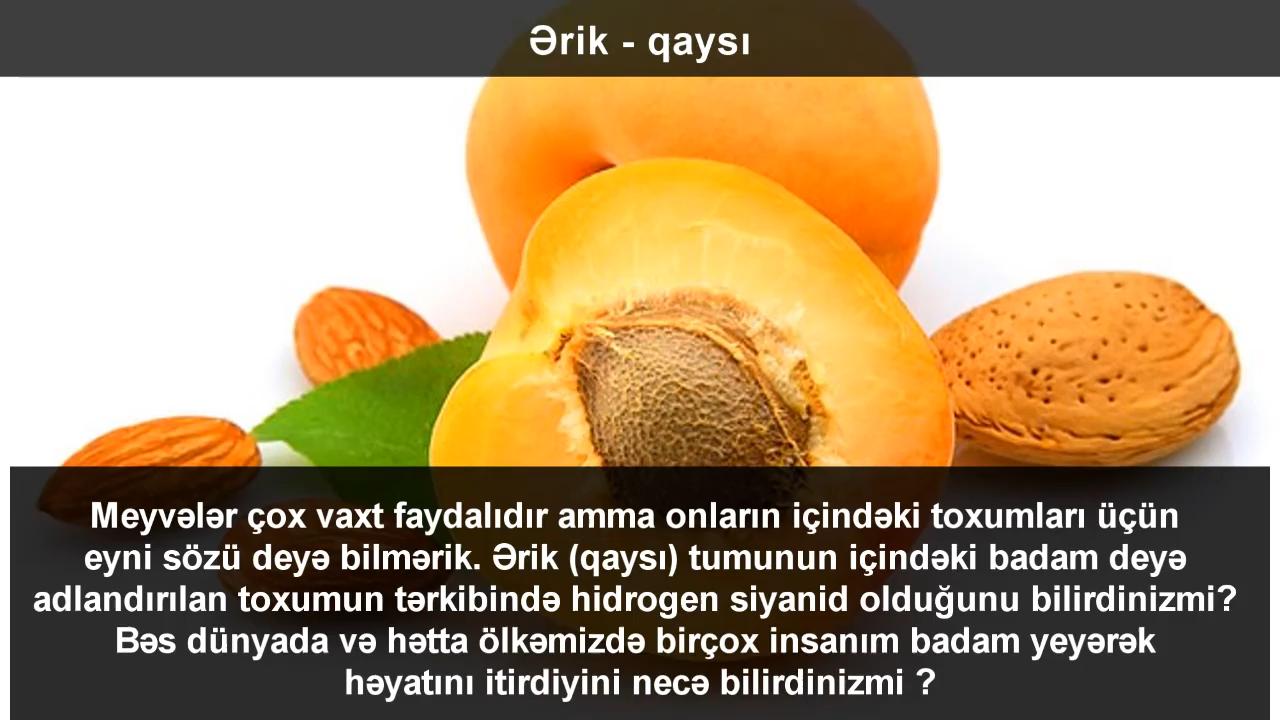 Ərik - qaysı
Meyvələr çox vaxt faydalıdır amma onların içindəki toxumları üçün
eyni sözü deyə bilmərik. Ərik (qaysı) tumunun içindəki badam deyə
adlandırılan toxumun tərkibində hidrogen siyanid olduğunu bilirdinizmi?
Bəs dünyada və hətta ölkəmizdə birçox insanım badam yeyərək
həyatını itirdiyini necə bilirdinizmi ?